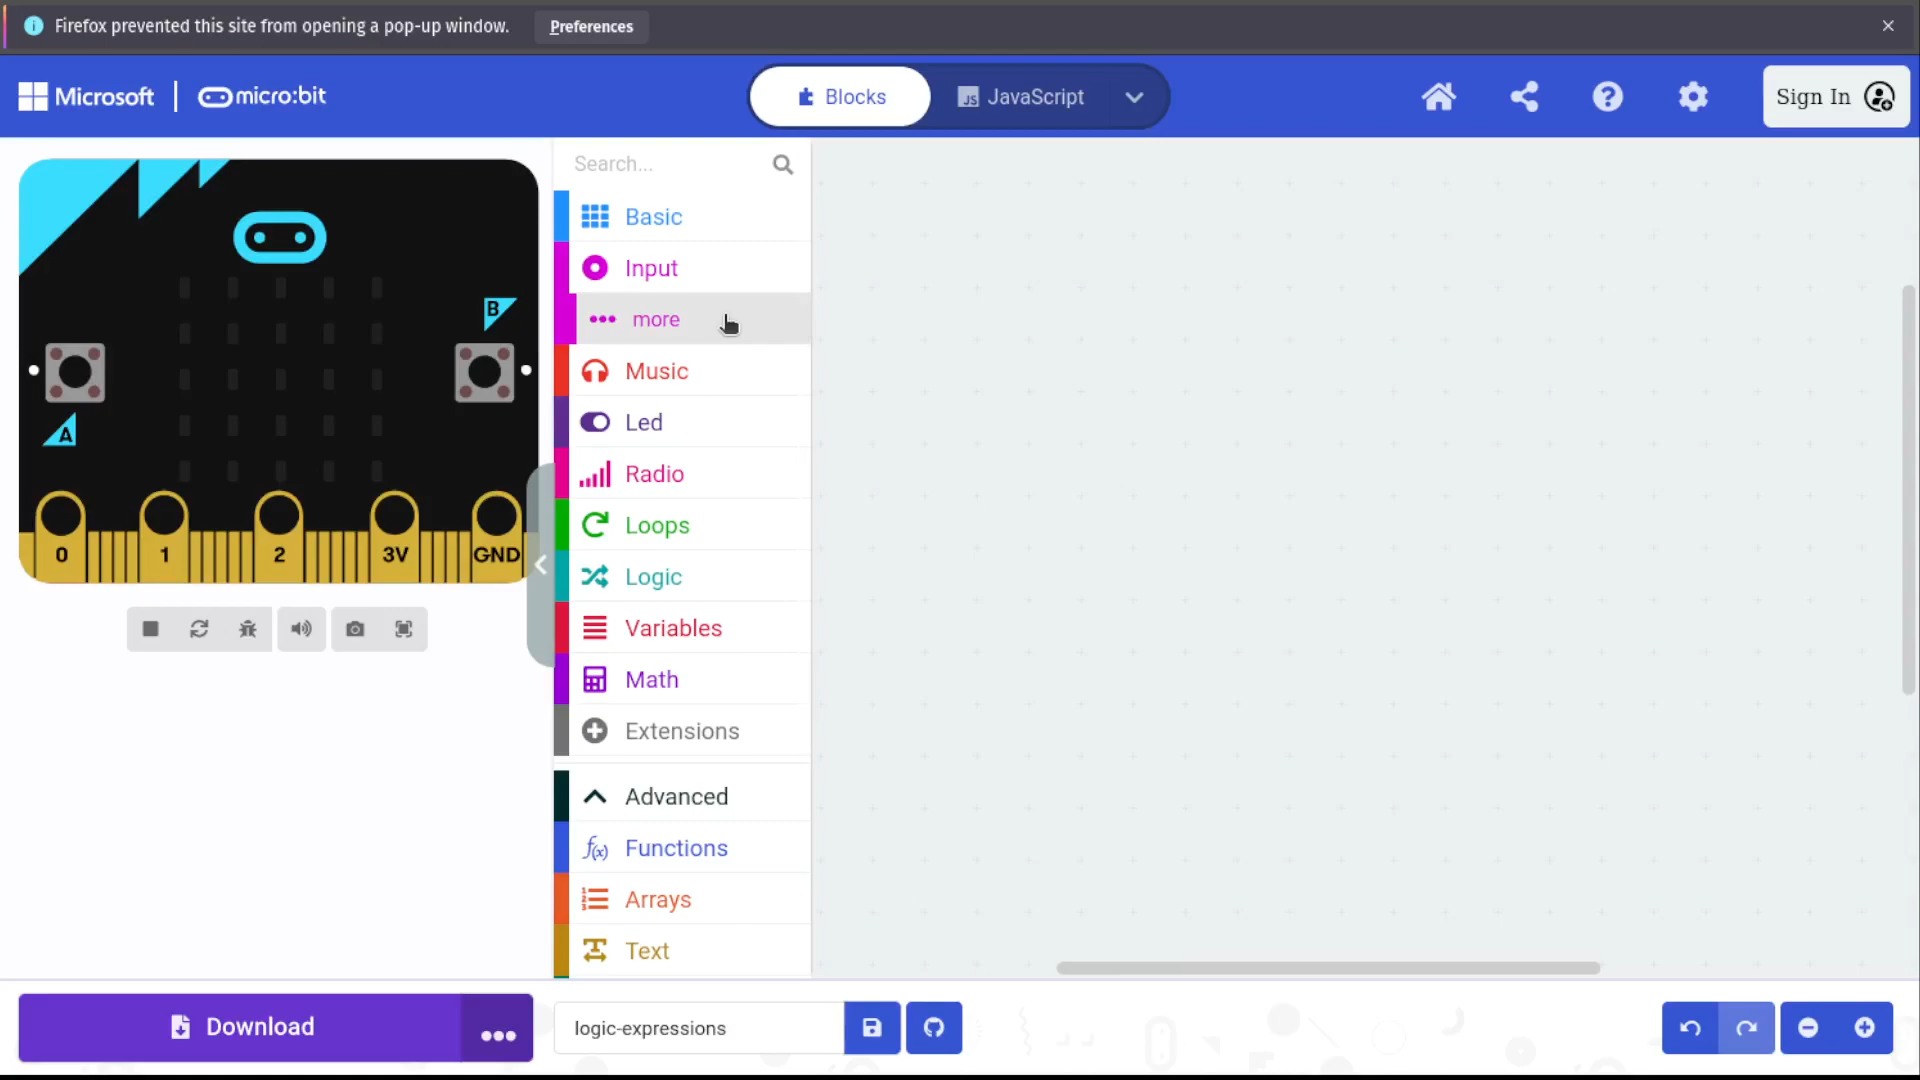 Firefox prevented this site from opening a pop-up window. Preferences
Microsoft | micro:bit
Blocks
JS JavaScript
Sign In
Search...
Basic
Input
more
Music
Led
Radio
Loops
Logic
Variables
Math
Extensions
Advanced
f(x) Functions
Arrays
Text
B
A
0 1 2 3V GND
Download
logic-expressions